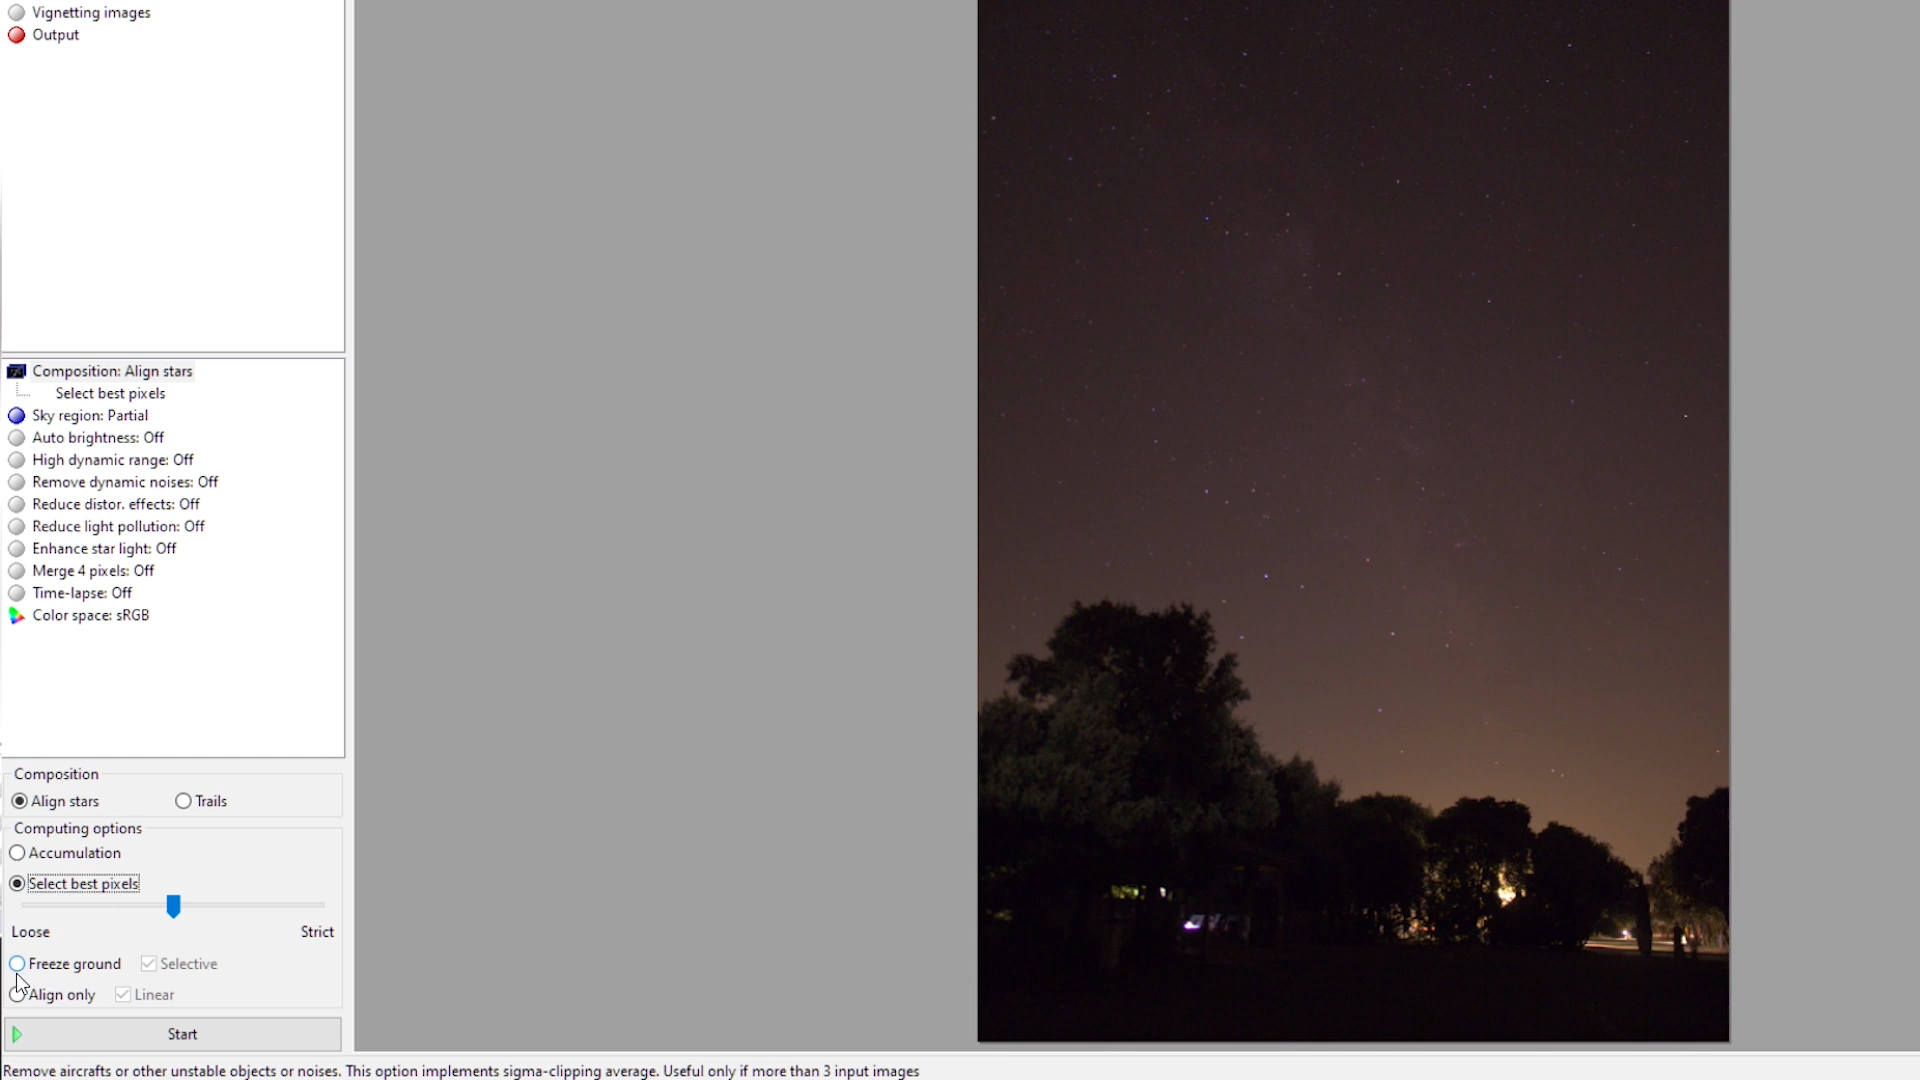 Vignetting images
Output
Composition: Align stars
Select best pixels
Sky region: Partial
Auto brightness: Off
High dynamic range: Off
Remove dynamic noises: Off
Reduce distor. effects: Off
Reduce light pollution: Off
Enhance star light: Off
Merge 4 pixels: Off
Time-lapse: Off
Color space: sRGB
Composition
Align stars Trails
Computing options
Accumulation
Select best pixels
Loose Strict
Freeze ground Selective
Align only Linear
Start
Remove aircrafts or other unstable objects or noises. This option implements sigma-clipping average. Useful only if more than 3 input images